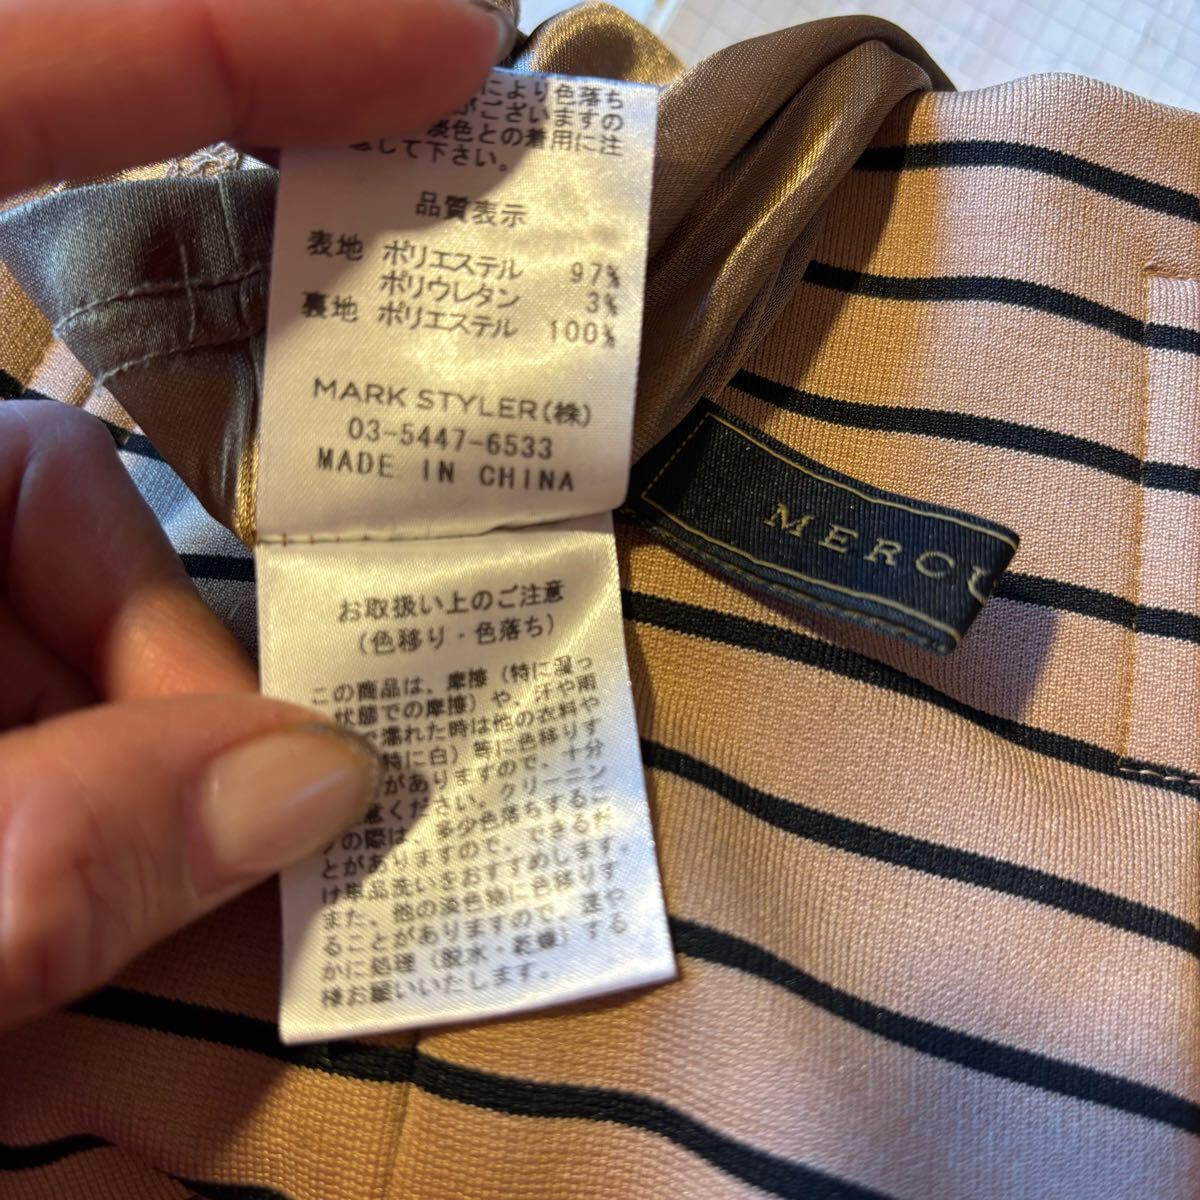 により色落ち
がございますの
淡色との着用に注
して下さい。
品質表示
表地 ポリエステル 97%
ポリウレタン 3%
裏地 ポリエステル 100%
MARK STYLER(株)
03-5447-6533
MADE IN CHINA
お取扱い上のご注意
(色移り・色落ち)
この商品は、摩擦(特に湿っ
状態での摩擦)や、汗や雨
で濡れた時は他の衣料や
特に白)等に色移りす
がありますので、十分
意ください。クリーニン
グの際は、多少色落ちするこ
とがありますので、できるだ
け単品洗いをおすすめします。
また、他の淡色物に色移りす
ることがありますので、速や
かに処理(脱水・乾燥)する
様お願いいたします。
MERCU